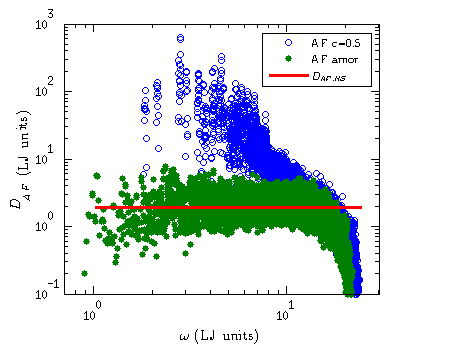 10^3
10^2
10^1
10^0
10^-1
D_AF (LJ units)
AF c=0.5
AF amor
D_AF,HS
10^0 10^1
ω (LJ units)